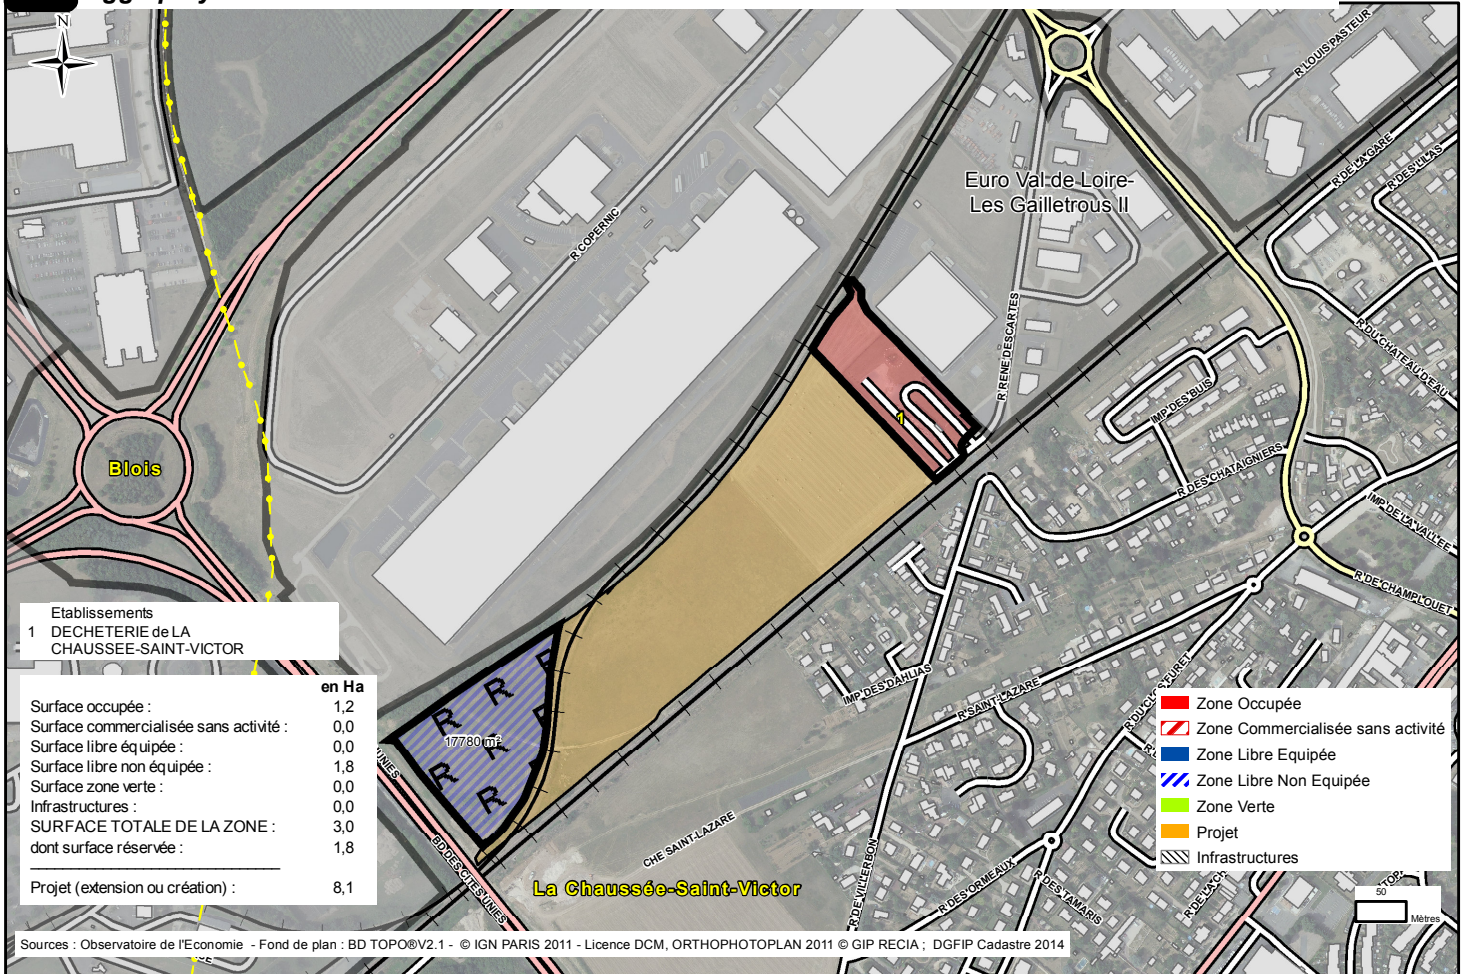 N
R LOUIS PASTEUR
R DE LA GARE
R DES LILAS
Euro Val de Loire-
Les Gailletrous II
R COPERNIC
R RENE DESCARTES
R DU CHATEAU D'EAU
IMP DES BUIS
1
Blois
R DES CHATAIGNIERS
IMP DE LA VALLEE
R DE CHAMPLOUET
Etablissements
1 DECHETERIE de LA
CHAUSSEE-SAINT-VICTOR
en Ha
Surface occupée : 1,2
Surface commercialisée sans activité : 0,0
Surface libre équipée : 0,0
Surface libre non équipée : 1,8
Surface zone verte : 0,0
Infrastructures : 0,0
SURFACE TOTALE DE LA ZONE : 3,0
dont surface réservée : 1,8
Projet (extension ou création) : 8,1
R R
R R
R R
17780 m²
UNIES
BD DES CITES UNIES
IMP DES DAHLIAS
R SAINT-LAZARE
R DU CLOS FURET
CHE SAINT-LAZARE
R DE VILLERBON
R DES ORMEAUX
R DES TAMARIS
La Chaussée-Saint-Victor
Zone Occupée
Zone Commercialisée sans activité
Zone Libre Equipée
Zone Libre Non Equipée
Zone Verte
Projet
Infrastructures
50
Mètres
Sources : Observatoire de l'Economie - Fond de plan : BD TOPO®V2.1 - © IGN PARIS 2011 - Licence DCM, ORTHOPHOTOPLAN 2011 © GIP RECIA ; DGFIP Cadastre 2014